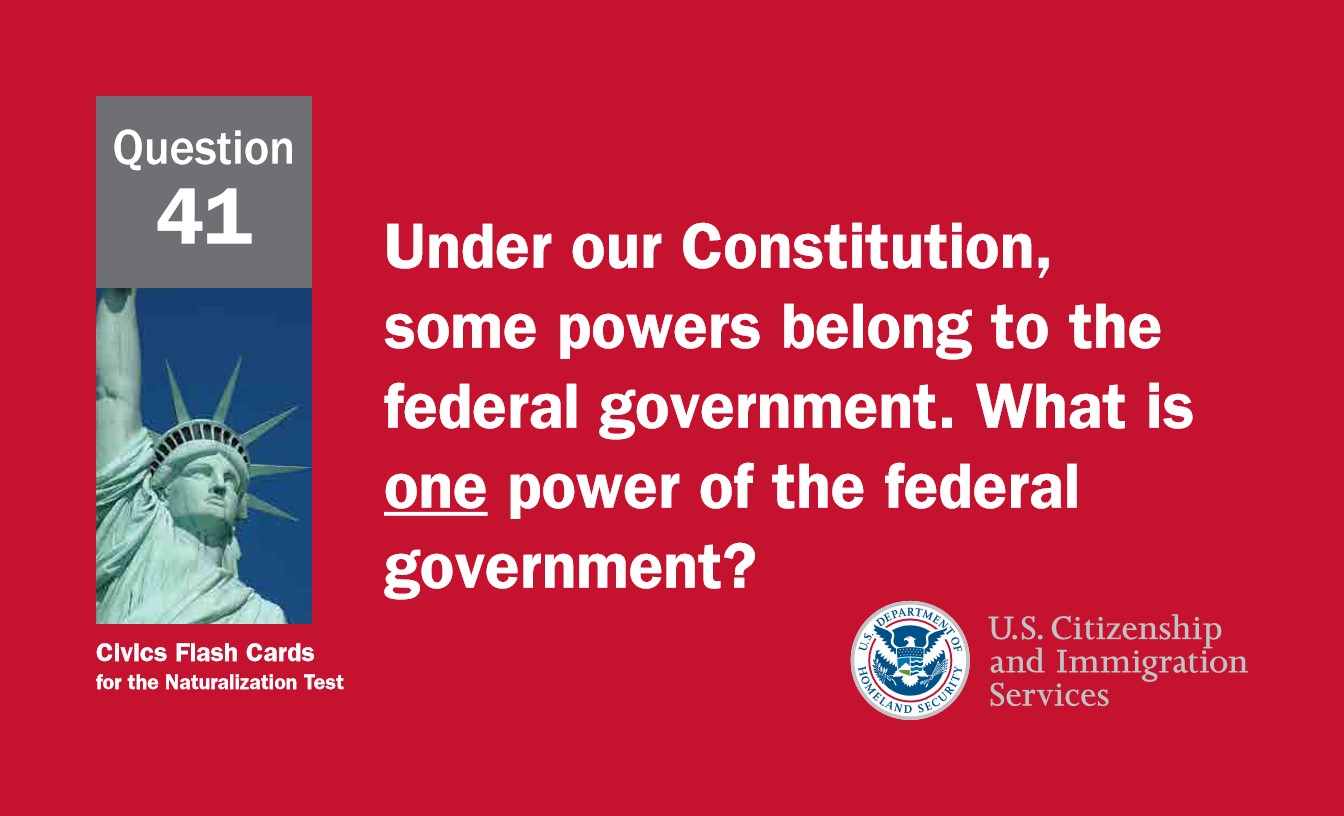 Question
41
Under our Constitution,
some powers belong to the
federal government. What is
one power of the federal
government?
Civics Flash Cards
for the Naturalization Test
U.S. DEPARTMENT OF
HOMELAND SECURITY
U.S. Citizenship
and Immigration
Services